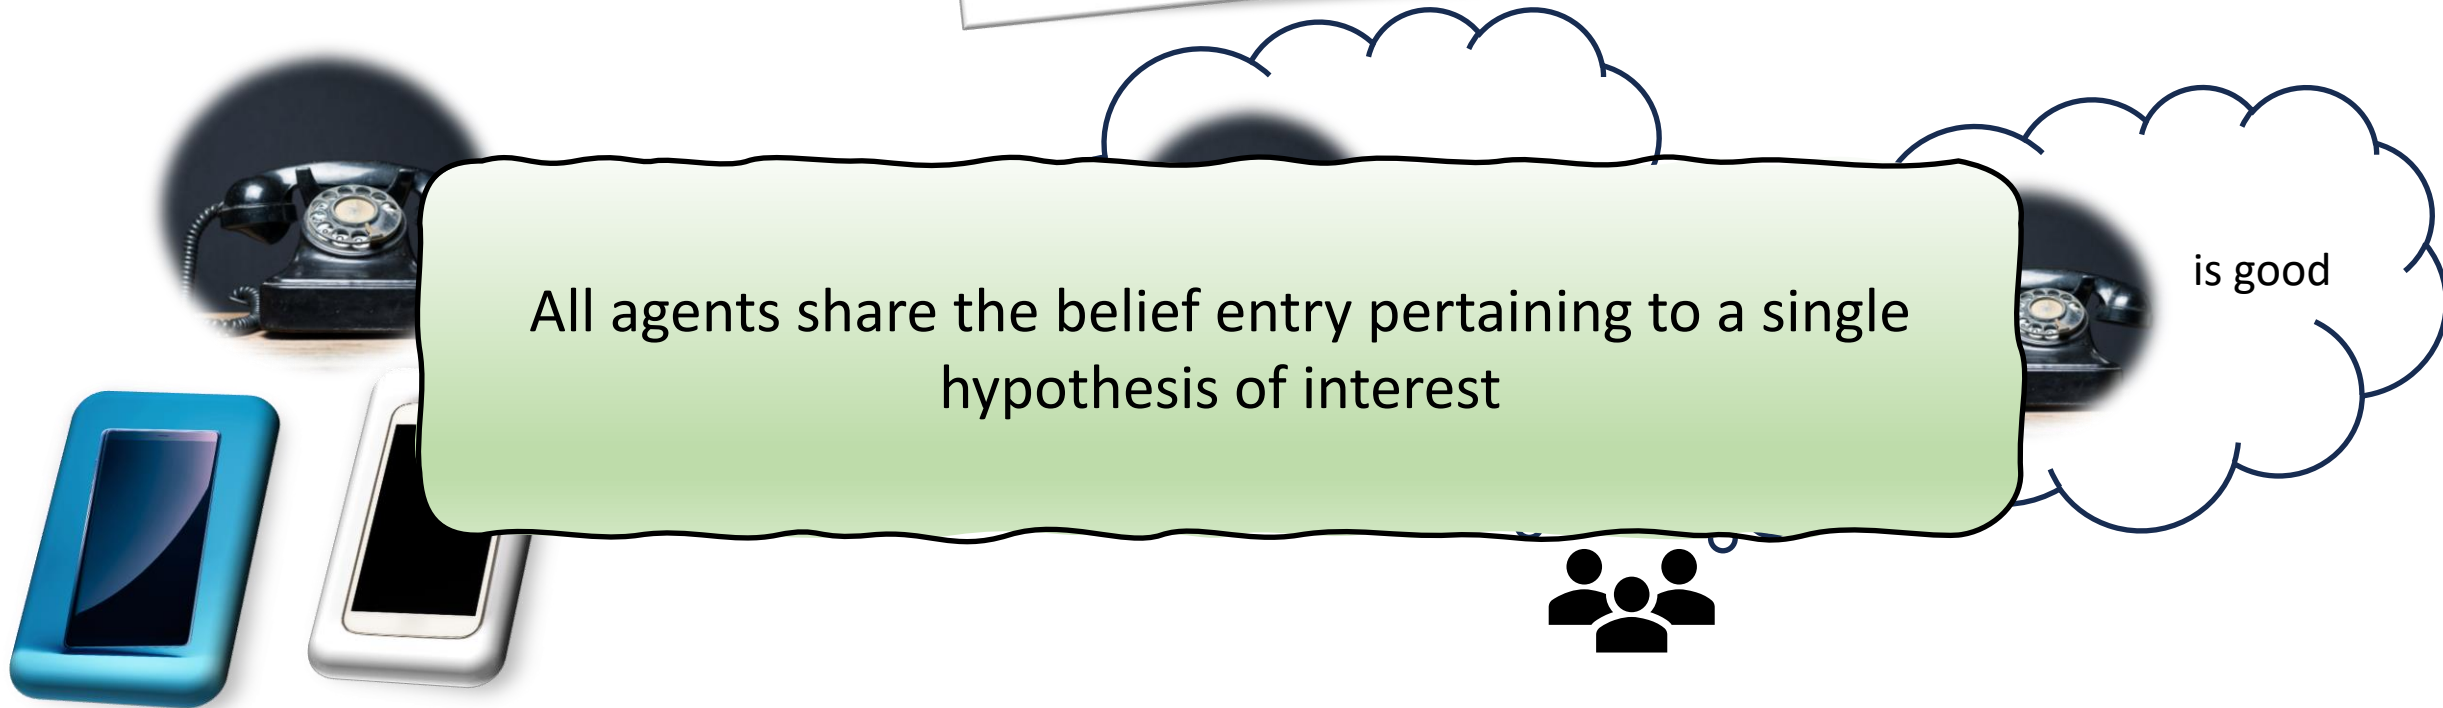 is good
All agents share the belief entry pertaining to a single
hypothesis of interest